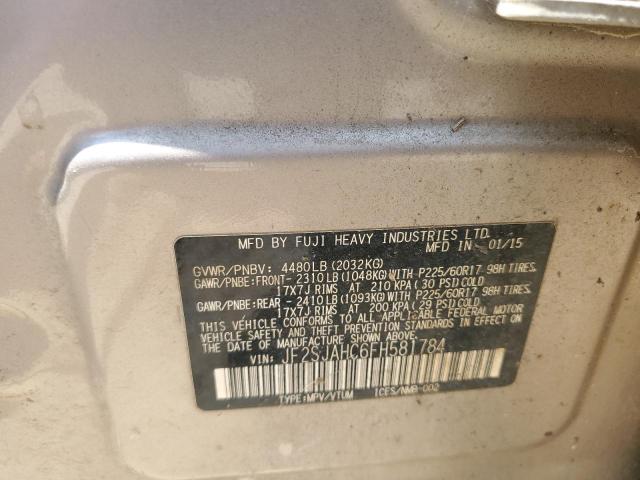 MFD BY FUJI HEAVY INDUSTRIES LTD.
MFD IN 01/15
GVWR/PNBV: 4480LB(2032KG)
GAWR/PNBE:FRONT-2310LB(1048KG)WITH P225/60R17 98H TIRES,
17X7J RIMS AT 210 KPA(30 PSI)COLD
GAWR/PNBE:REAR -2410LB(1093KG)WITH P225/60R17 98H TIRES,
17X7J RIMS AT 200 KPA(29 PSI)COLD
THIS VEHICLE CONFORMS TO ALL APPLICABLE FEDERAL MOTOR
VEHICLE SAFETY, BUMPER, AND THEFT PREVENTION STANDARDS
IN EFFECT ON THE DATE OF MANUFACTURE SHOWN ABOVE.
VIN: JF2SJAHC6FH581784
TYPE:MPV/VTUM ICES/NMB-002